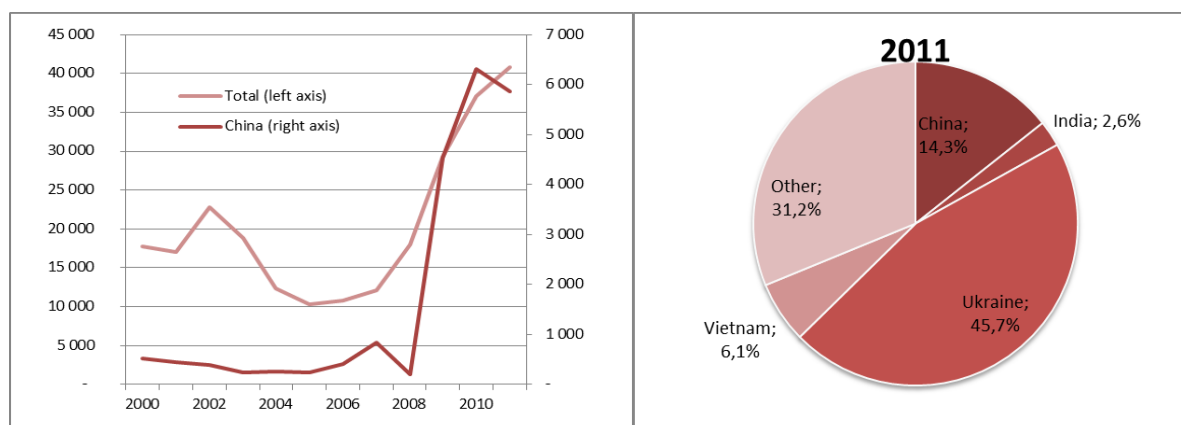 45 000
40 000
35 000
30 000
25 000
20 000
15 000
10 000
5 000
-
7 000
6 000
5 000
4 000
3 000
2 000
1 000
-
Total (left axis)
China (right axis)
2000 2002 2004 2006 2008 2010
2011
China;
14,3%
India; 2,6%
Other;
31,2%
Ukraine;
45,7%
Vietnam;
6,1%